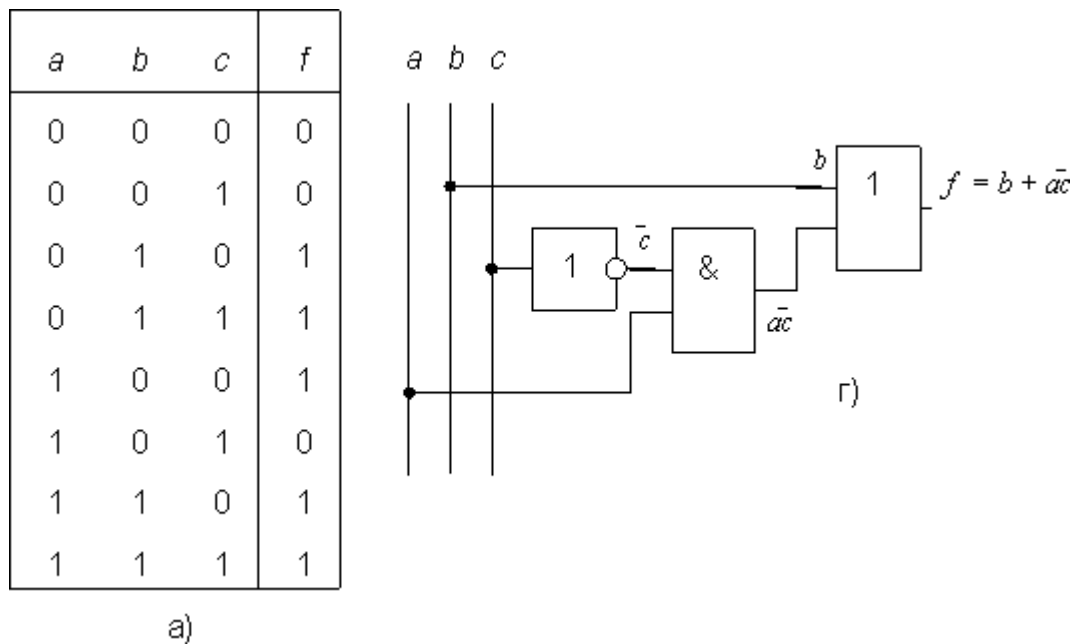 a b c f
0 0 0 0
0 0 1 0
0 1 0 1
0 1 1 1
1 0 0 1
1 0 1 0
1 1 0 1
1 1 1 1
а)
a b c
b
1
f = b + ac̄
c̄
1
&
ac̄
г)